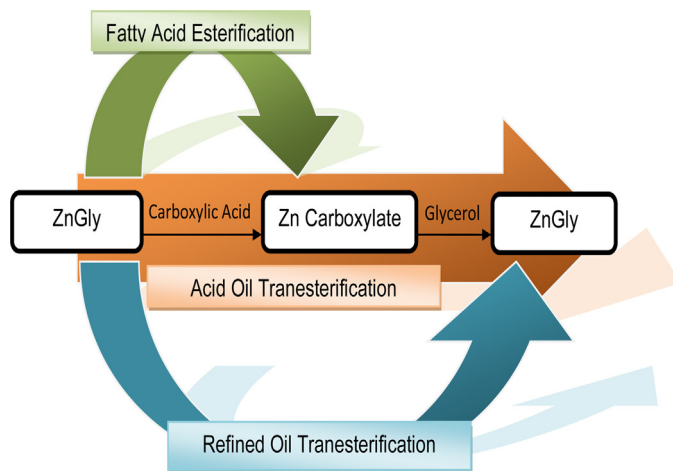 Fatty Acid Esterification
ZnGly
Carboxylic Acid
Zn Carboxylate
Glycerol
ZnGly
Acid Oil Tranesterification
Refined Oil Tranesterification